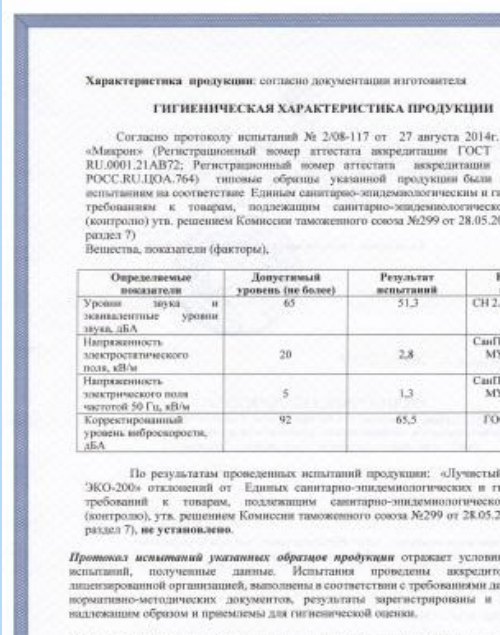 Характеристика продукции: согласно документации изготовителя
ГИГИЕНИЧЕСКАЯ ХАРАКТЕРИСТИКА ПРОДУКЦИИ
Согласно протоколу испытаний № 2/08-117 от 27 августа 2014г.
«Микрон» (Регистрационный номер аттестата аккредитации ГОСТ
RU.0001.21АВ72; Регистрационный номер аттестата аккредитации
РОСС.RU.ЦОА.764) типовые образцы указанной продукции были
испытаниям на соответствие Единым санитарно-эпидемиологическим и ги
требованиям к товарам, подлежащим санитарно-эпидемиологическо
(контролю) утв. решением Комиссии таможенного союза №299 от 28.05.20
раздел 7)
Вещества, показатели (факторы),
Определяемые показатели Допустимый уровень (не более) Результат испытаний
Уровни звука и эквивалентные уровни звука, дБА 65 51,3 СН 2.
Напряженность электростатического поля, кВ/м 20 2,8 СанП МУ
Напряженность электрического поля частотой 50 Гц, кВ/м 5 1,3 СанП МУ
Корректированный уровень виброскорости, дБА 92 65,5 ГО
По результатам проведенных испытаний продукции: «Лучистый
ЭКО-200» отклонений от Единых санитарно-эпидемиологических и ги
требований к товарам, подлежащим санитарно-эпидемиологическо
(контролю), утв. решением Комиссии таможенного союза №299 от 28.05.2
раздел 7), не установлено.
Протокол испытаний указанных образцов продукции отражает услови
испытаний, полученные данные. Испытания проведены аккредито
лицензированной организацией, выполнены в соответствии с требованиями де
нормативно-методических документов, результаты зарегистрированы и
надлежащим образом и приемлемы для гигиенической оценки.